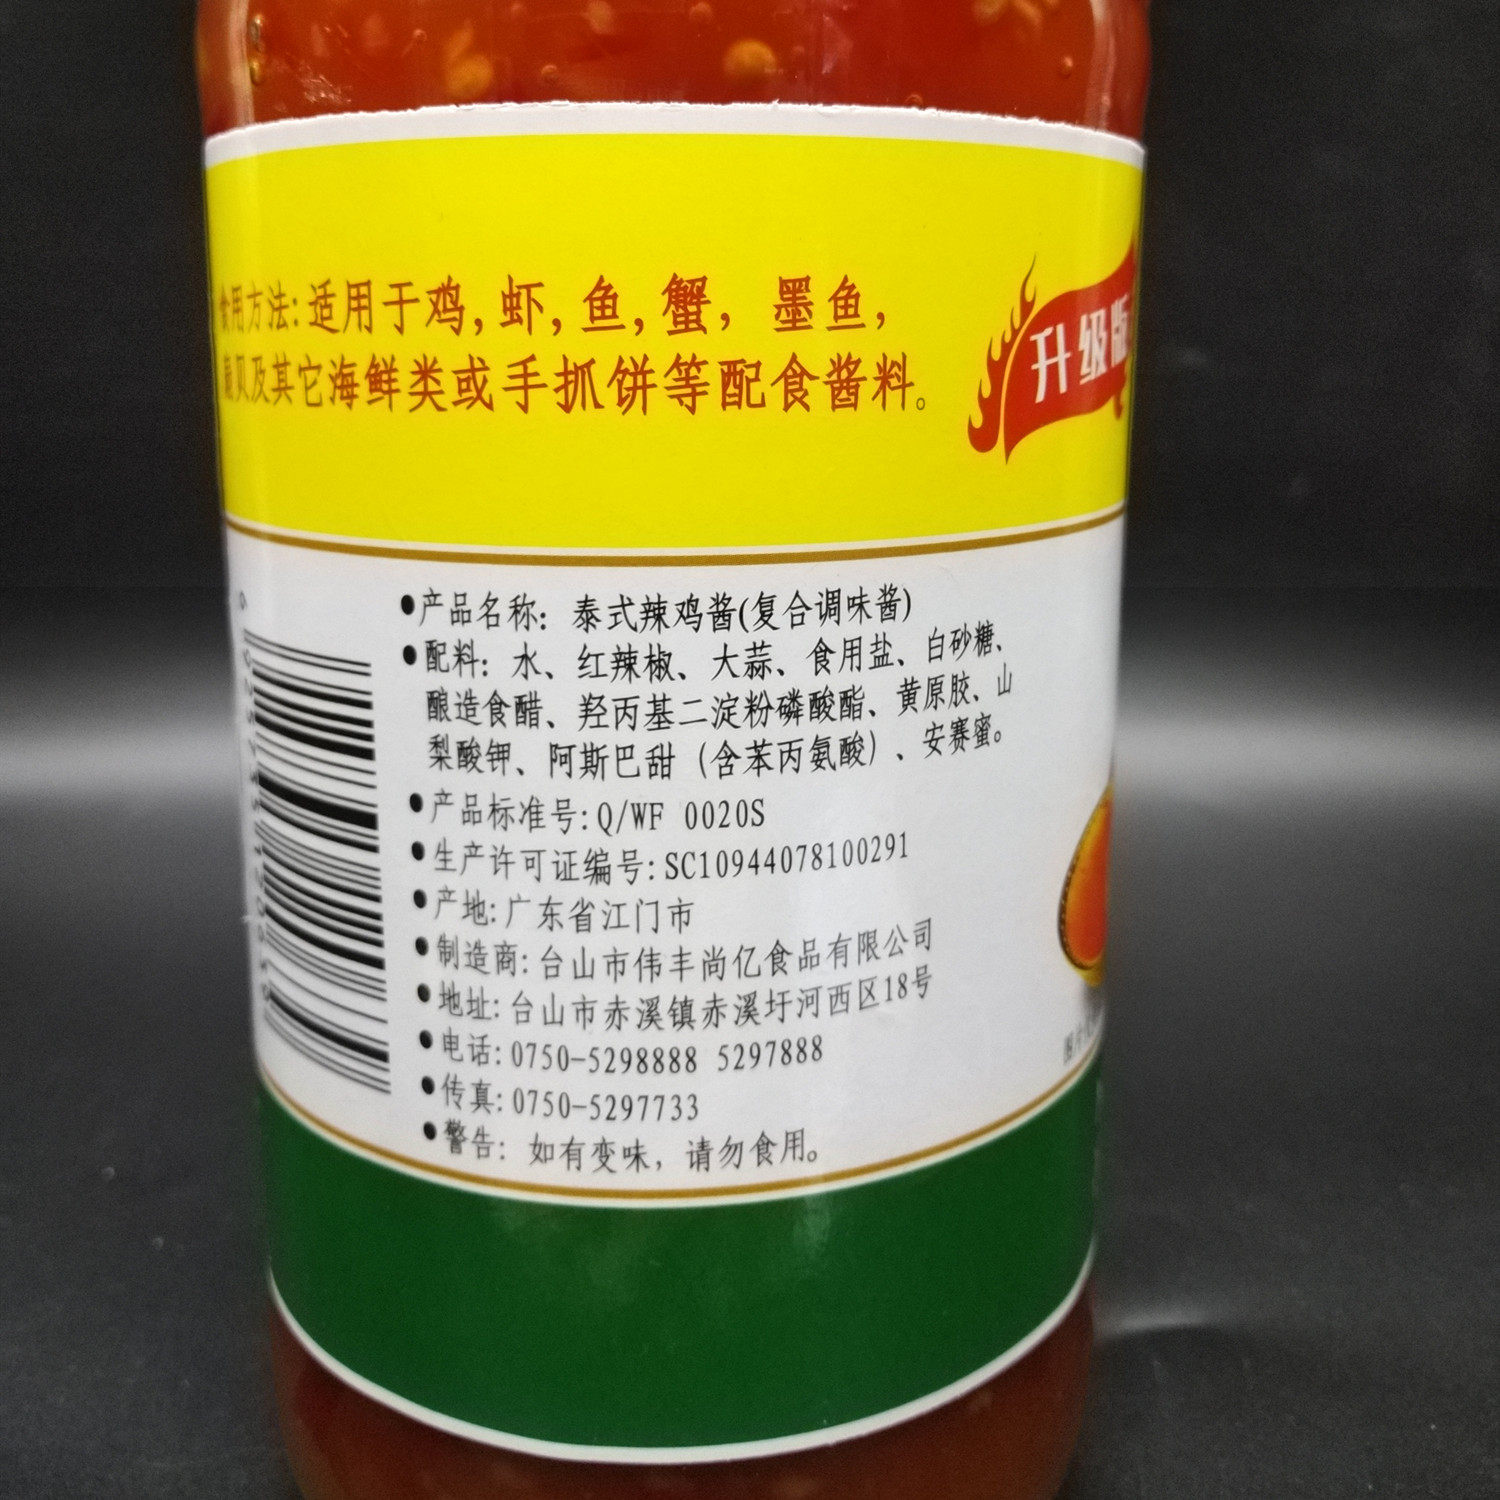 食用方法:适用于鸡,虾,鱼,蟹，墨鱼，
扇贝及其它海鲜类或手抓饼等配食酱料。
升级版
●产品名称：泰式辣鸡酱(复合调味酱)
●配料：水、红辣椒、大蒜、食用盐、白砂糖、
酿造食醋、羟丙基二淀粉磷酸酯、黄原胶、山
梨酸钾、阿斯巴甜（含苯丙氨酸）、安赛蜜。
●产品标准号:Q/WF 0020S
●生产许可证编号:SC10944078100291
●产地:广东省江门市
●制造商:台山市伟丰尚亿食品有限公司
●地址:台山市赤溪镇赤溪圩河西区18号
●电话:0750-5298888 5297888
●传真:0750-5297733
●警告：如有变味，请勿食用。